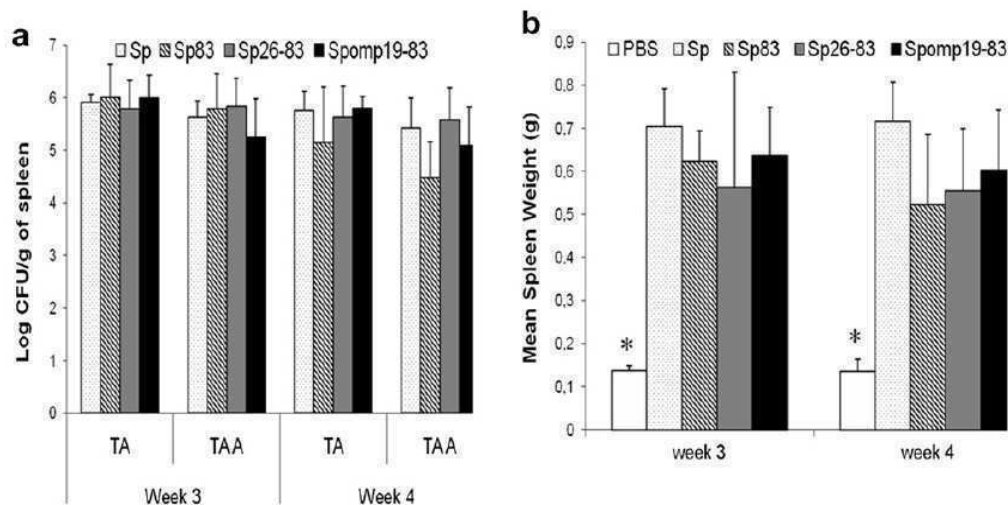 a
Sp Sp83 Sp26-83 Spomp19-83
Log CFU/g of spleen
7
6
5
4
3
2
1
0
TA TAA TA TAA
Week 3 Week 4
b
PBS Sp Sp83 Sp26-83 Spomp19-83
Mean Spleen Weight (g)
0,9
0,8
0,7
0,6
0,5
0,4
0,3
0,2
0,1
0
* *
week 3 week 4